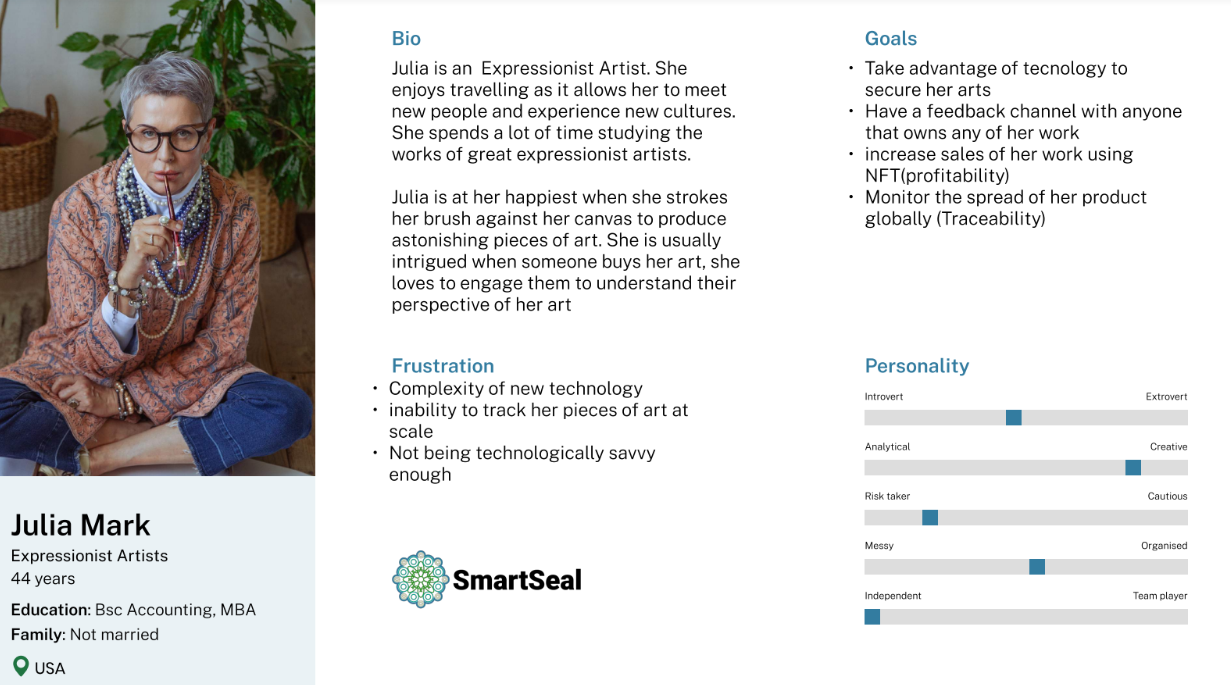 Bio
Julia is an  Expressionist Artist. She
enjoys travelling as it allows her to meet
new people and experience new cultures.
She spends a lot of time studying the
works of great expressionist artists.
Julia is at her happiest when she strokes
her brush against her canvas to produce
astonishing pieces of art. She is usually
intrigued when someone buys her art, she
loves to engage them to understand their
perspective of her art
Goals
• Take advantage of tecnology to
secure her arts
• Have a feedback channel with anyone
that owns any of her work
• increase sales of her work using
NFT(profitability)
• Monitor the spread of her product
globally (Traceability)
Frustration
• Complexity of new technology
• inability to track her pieces of art at
scale
• Not being technologically savvy
enough
SmartSeal
Personality
Introvert Extrovert
Analytical Creative
Risk taker Cautious
Messy Organised
Independent Team player
Julia Mark
Expressionist Artists
44 years
Education: Bsc Accounting, MBA
Family: Not married
USA